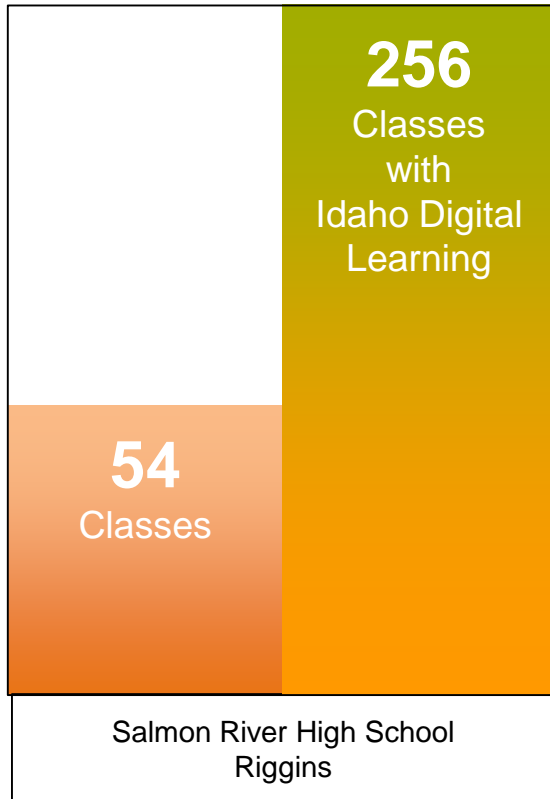 256
Classes
with
Idaho Digital
Learning
54
Classes
Salmon River High School
Riggins